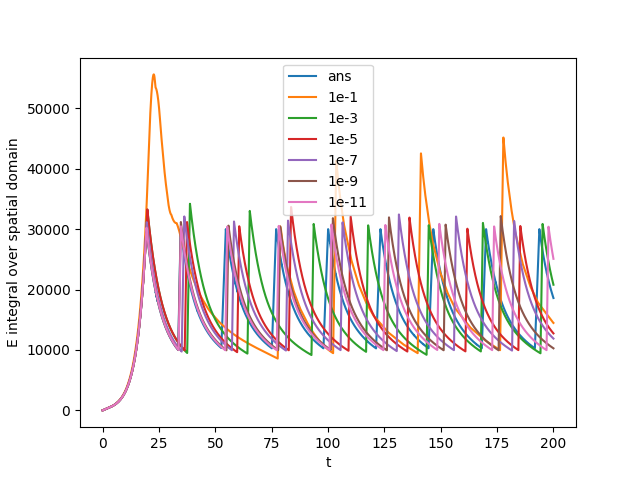 ans
1e-1
1e-3
1e-5
1e-7
1e-9
1e-11
50000
40000
30000
20000
10000
0
E integral over spatial domain
0 25 50 75 100 125 150 175 200
t